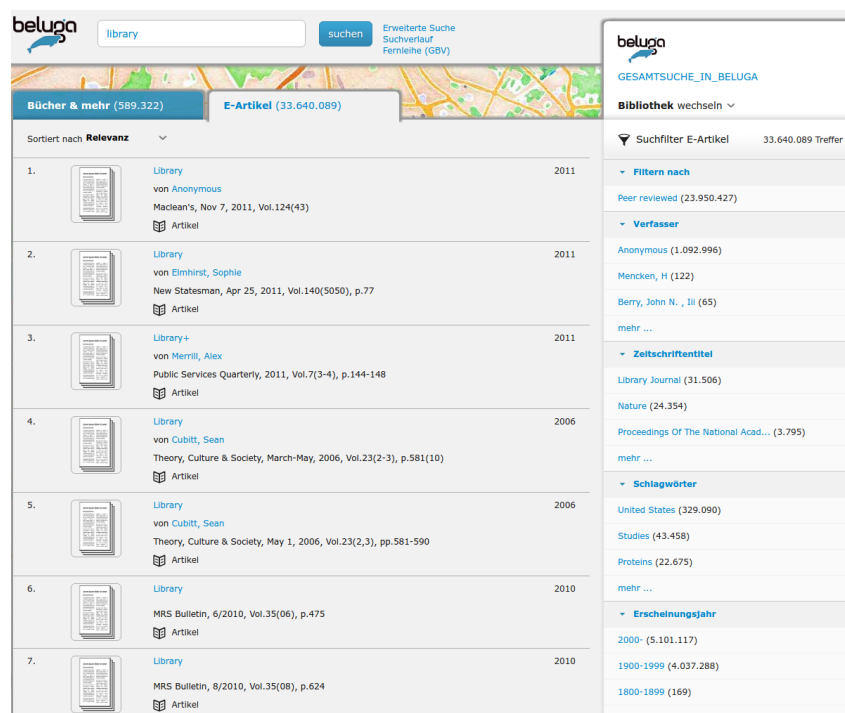 beluga
library
suchen
Erweiterte Suche
Suchverlauf
Fernleihe (GBV)
Bücher & mehr (589.322)
E-Artikel (33.640.089)
Sortiert nach Relevanz
1.
Library
2011
von Anonymous
Maclean's, Nov 7, 2011, Vol.124(43)
Artikel
2.
Library
2011
von Elmhirst, Sophie
New Statesman, Apr 25, 2011, Vol.140(5050), p.77
Artikel
3.
Library+
2011
von Merrill, Alex
Public Services Quarterly, 2011, Vol.7(3-4), p.144-148
Artikel
4.
Library
2006
von Cubitt, Sean
Theory, Culture & Society, March-May, 2006, Vol.23(2-3), p.581(10)
Artikel
5.
Library
2006
von Cubitt, Sean
Theory, Culture & Society, May 1, 2006, Vol.23(2,3), pp.581-590
Artikel
6.
Library
2010
MRS Bulletin, 6/2010, Vol.35(06), p.475
Artikel
7.
Library
2010
MRS Bulletin, 8/2010, Vol.35(08), p.624
Artikel
beluga
GESAMTSUCHE_IN_BELUGA
Bibliothek wechseln
Suchfilter E-Artikel 33.640.089 Treffer
Filtern nach
Peer reviewed (23.950.427)
Verfasser
Anonymous (1.092.996)
Mencken, H (122)
Berry, John N. , Iii (65)
mehr ...
Zeitschriftentitel
Library Journal (31.506)
Nature (24.354)
Proceedings Of The National Acad... (3.795)
mehr ...
Schlagwörter
United States (329.090)
Studies (43.458)
Proteins (22.675)
mehr ...
Erscheinungsjahr
2000- (5.101.117)
1900-1999 (4.037.288)
1800-1899 (169)